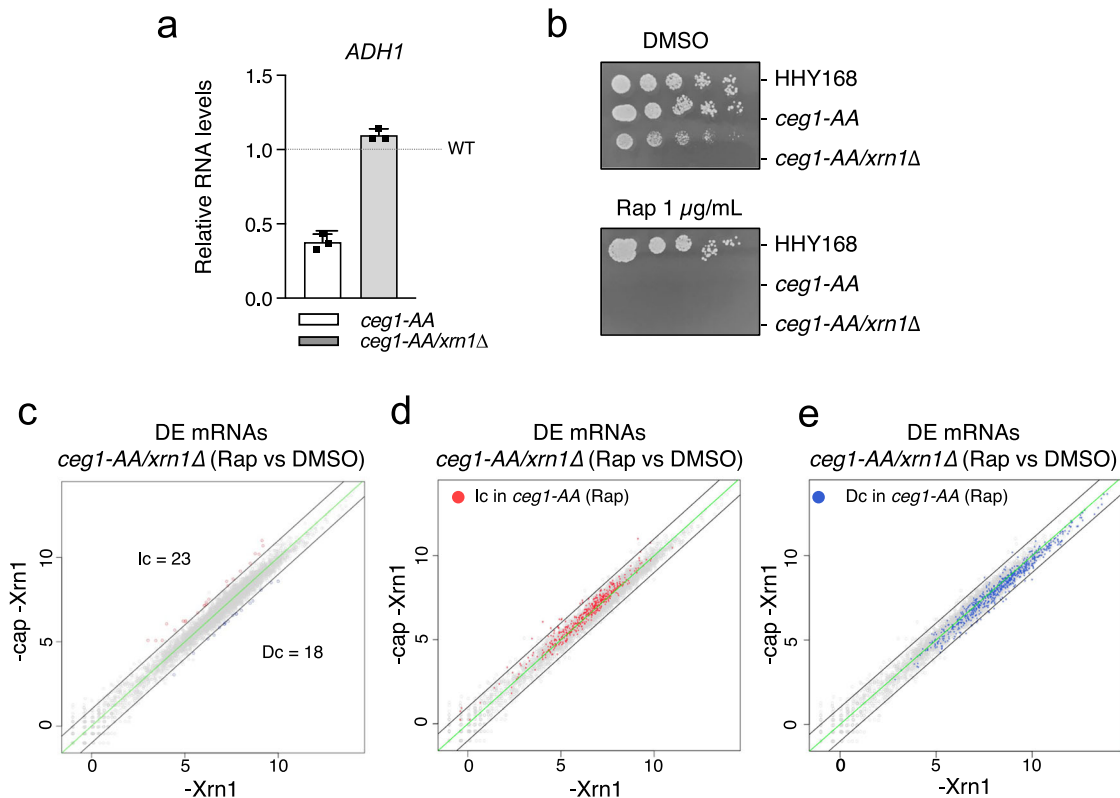 a
ADH1
Relative RNA levels
1.5
1.0
0.5
0.0
WT
ceg1-AA
ceg1-AA/xrn1Δ
b
DMSO
HHY168
ceg1-AA
ceg1-AA/xrn1Δ
Rap 1 µg/mL
HHY168
ceg1-AA
ceg1-AA/xrn1Δ
c
DE mRNAs
ceg1-AA/xrn1Δ (Rap vs DMSO)
Ic = 23
Dc = 18
-cap -Xrn1
10
5
0
0
5
10
-Xrn1
d
DE mRNAs
ceg1-AA/xrn1Δ (Rap vs DMSO)
Ic in ceg1-AA (Rap)
-cap -Xrn1
10
5
0
0
5
10
-Xrn1
e
DE mRNAs
ceg1-AA/xrn1Δ (Rap vs DMSO)
Dc in ceg1-AA (Rap)
-cap -Xrn1
10
5
0
0
5
10
-Xrn1